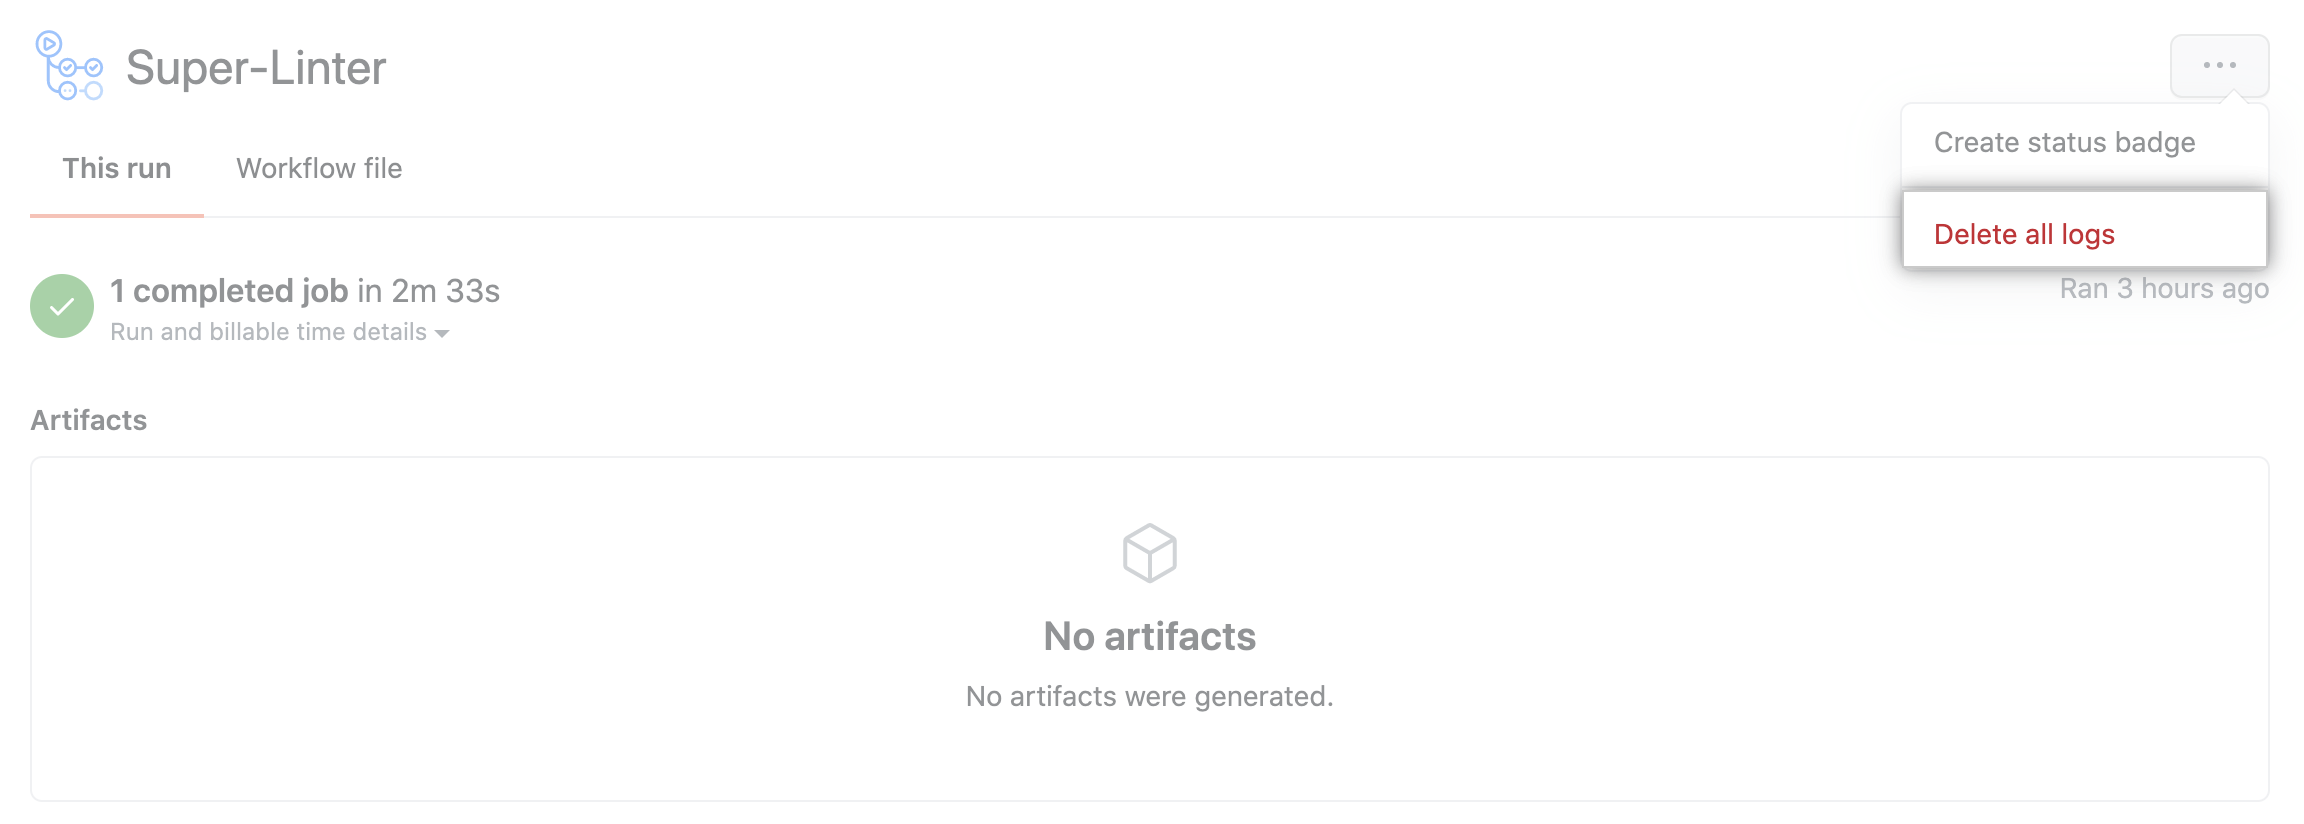 Super-Linter
Create status badge
This run
Workflow file
Delete all logs
1 completed job in 2m 33s
Ran 3 hours ago
Run and billable time details
Artifacts
No artifacts
No artifacts were generated.